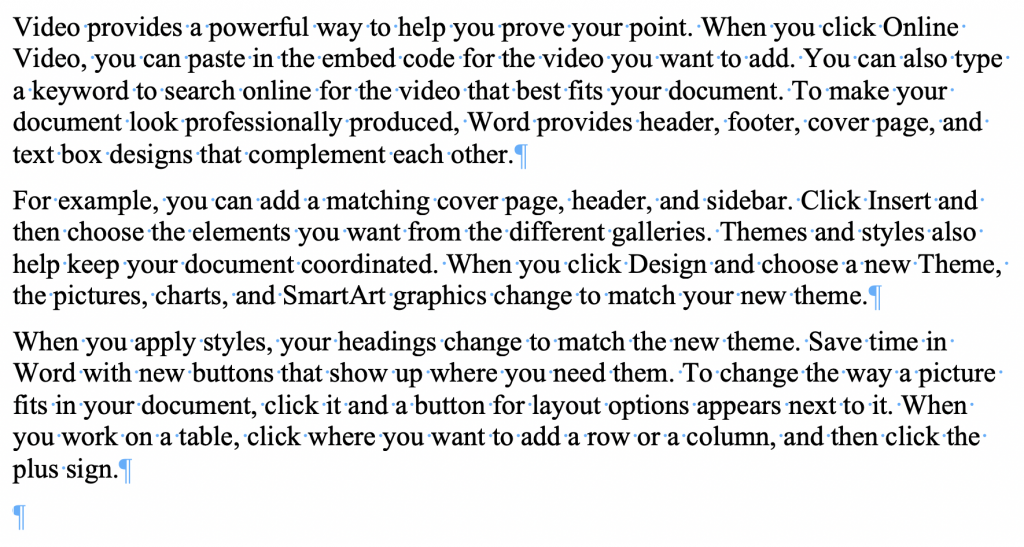 Video provides a powerful way to help you prove your point. When you click Online
Video, you can paste in the embed code for the video you want to add. You can also type
a keyword to search online for the video that best fits your document. To make your
document look professionally produced, Word provides header, footer, cover page, and
text box designs that complement each other.¶
For example, you can add a matching cover page, header, and sidebar. Click Insert and
then choose the elements you want from the different galleries. Themes and styles also
help keep your document coordinated. When you click Design and choose a new Theme,
the pictures, charts, and SmartArt graphics change to match your new theme.¶
When you apply styles, your headings change to match the new theme. Save time in
Word with new buttons that show up where you need them. To change the way a picture
fits in your document, click it and a button for layout options appears next to it. When
you work on a table, click where you want to add a row or a column, and then click the
plus sign.¶
¶